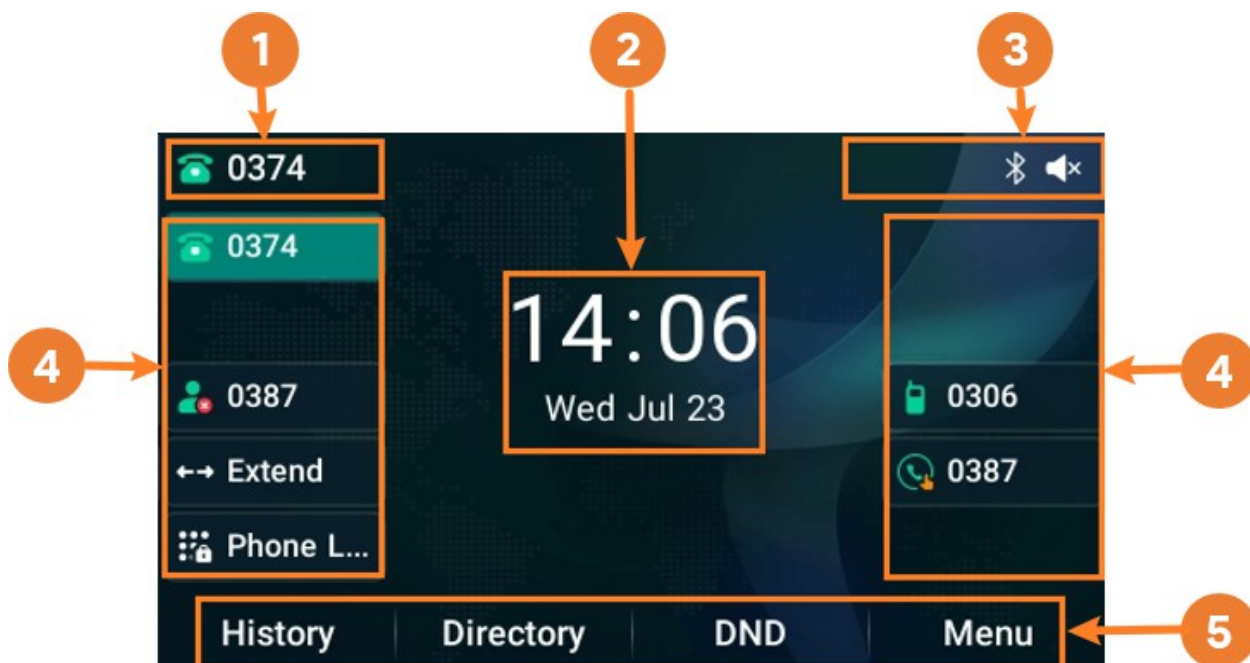 1
2
3
0374
0374
14:06
Wed Jul 23
4
0387
Extend
Phone L...
0306
0387
4
History
Directory
DND
Menu
5